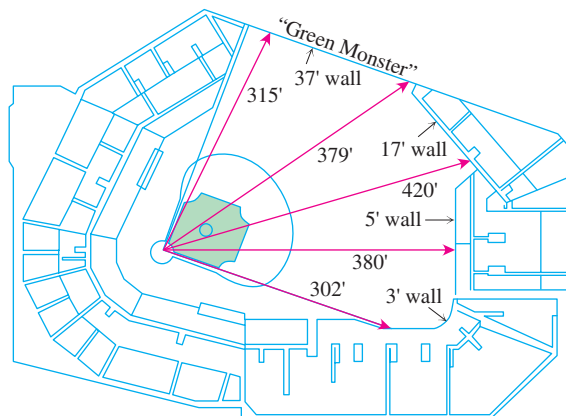 “Green Monster”
37' wall
315'
379'
17' wall
420'
5' wall
380'
302'
3' wall